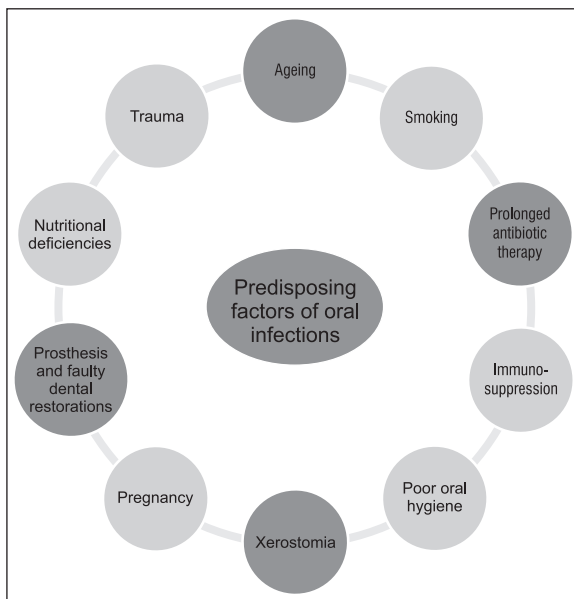 Ageing
Smoking
Prolonged
antibiotic
therapy
Immuno-
suppression
Poor oral
hygiene
Xerostomia
Pregnancy
Prosthesis
and faulty
dental
restorations
Nutritional
deficiencies
Trauma
Predisposing
factors of oral
infections